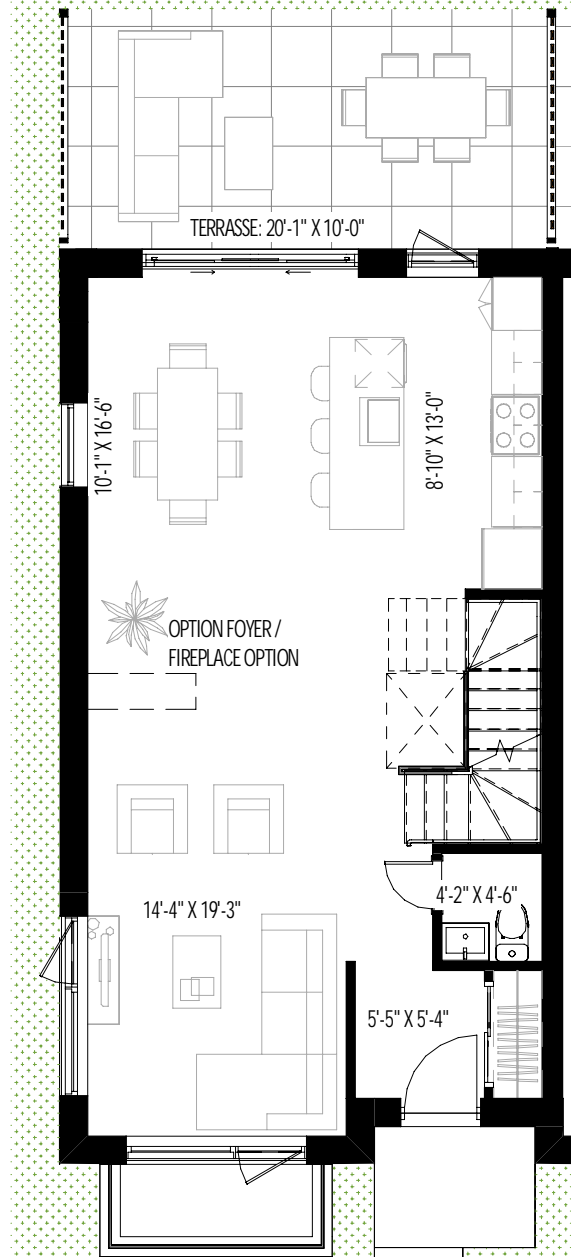 TERRASSE: 20'-1" X 10'-0"
10'-1" X 16'-6"
8'-10" X 13'-0"
OPTION FOYER /
FIREPLACE OPTION
4'-2" X 4'-6"
14'-4" X 19'-3"
5'-5" X 5'-4"